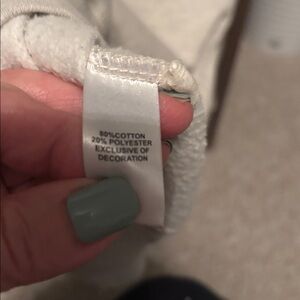 80%COTTON
20% POLYESTER
EXCLUSIVE OF
DECORATION